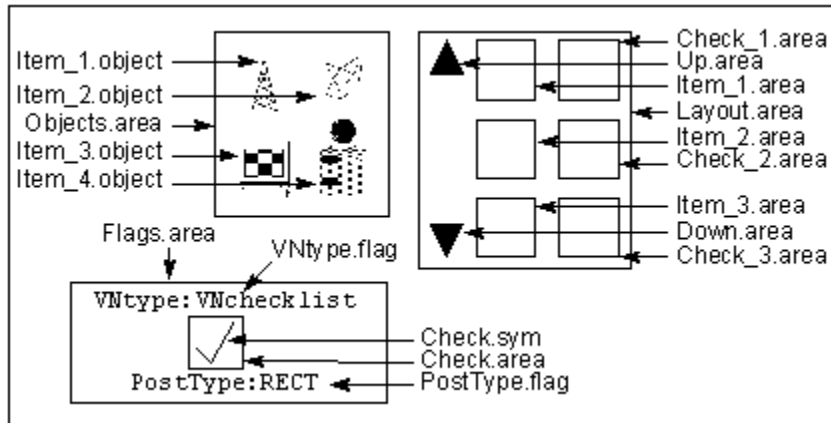 Item_1.object
Item_2.object
Objects.area
Item_3.object
Item_4.object
Check_1.area
Up.area
Item_1.area
Layout.area
Item_2.area
Check_2.area
Item_3.area
Down.area
Check_3.area
Flags.area
VNtype.flag
VNtype:VNchecklist
Check.sym
Check.area
PostType:RECT
PostType.flag